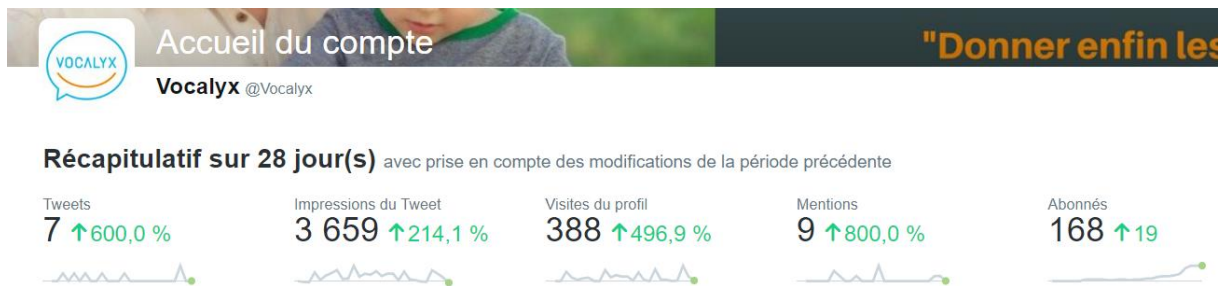 Accueil du compte
"Donner enfin les
VOCALYX
Vocalyx @Vocalyx
Récapitulatif sur 28 jour(s) avec prise en compte des modifications de la période précédente
Tweets
7 ↑600,0 %
Impressions du Tweet
3 659 ↑214,1 %
Visites du profil
388 ↑496,9 %
Mentions
9 ↑800,0 %
Abonnés
168 ↑19